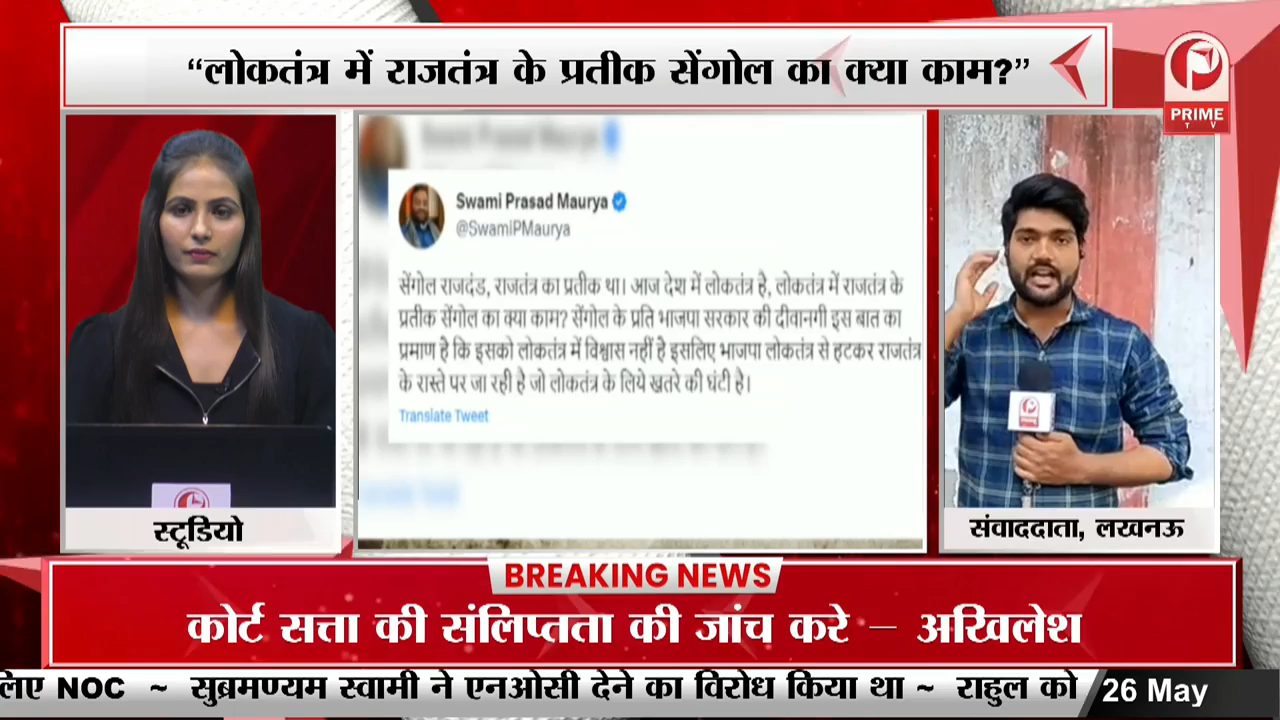 “लोकतंत्र में राजतंत्र के प्रतीक सेंगोल का क्या काम?”
PRIME
TV
Swami Prasad Maurya
@SwamiPMaurya
सेंगोल राजदंड, राजतंत्र का प्रतीक था। आज देश में लोकतंत्र है, लोकतंत्र में राजतंत्र के
प्रतीक सेंगोल का क्या काम? सेंगोल के प्रति भाजपा सरकार की दीवानगी इस बात का
प्रमाण है कि इसको लोकतंत्र में विश्वास नहीं है इसलिए भाजपा लोकतंत्र से हटकर राजतंत्र
के रास्ते पर जा रही है जो लोकतंत्र के लिये खतरे की घंटी है।
Translate Tweet
स्टूडियो
संवाददाता, लखनऊ
BREAKING NEWS
कोर्ट सत्ता की संलिप्तता की जांच करे – अखिलेश
लिए NOC ~ सुब्रमण्यम स्वामी ने एनओसी देने का विरोध किया था ~ राहुल को
26 May